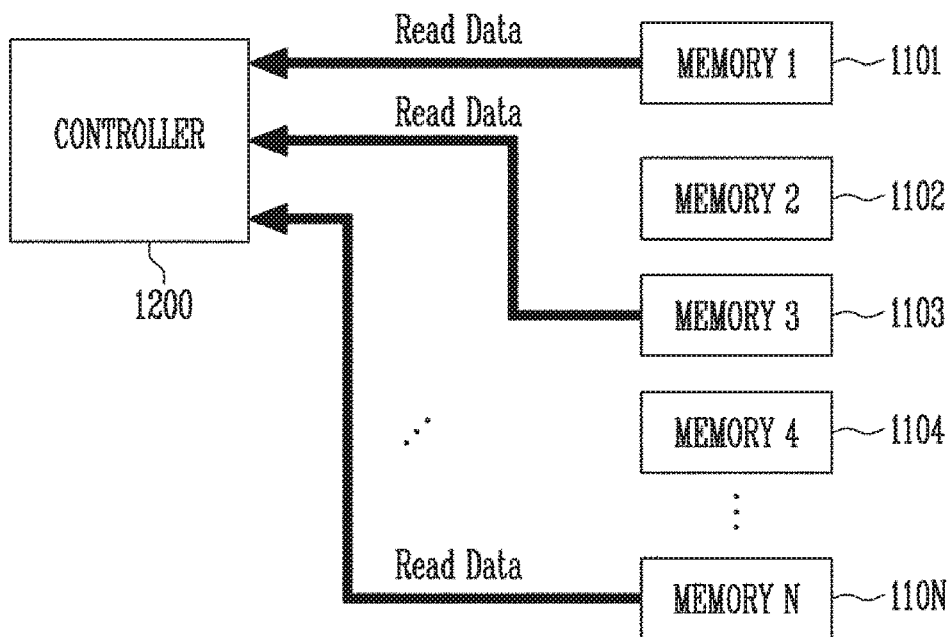 Read Data
MEMORY 1
1101
CONTROLLER
Read Data
MEMORY 2
1102
1200
MEMORY 3
1103
MEMORY 4
1104
Read Data
MEMORY N
110N